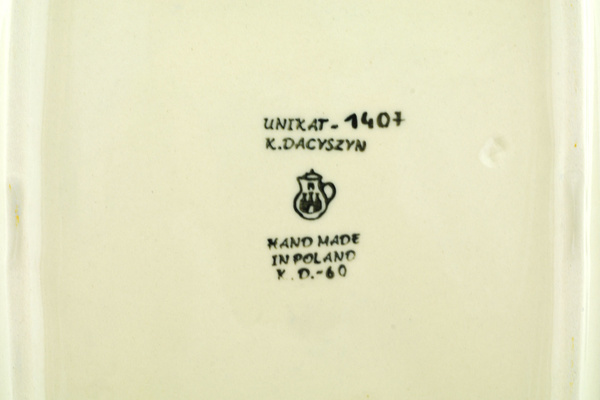 UNIKAT - 1407
K.DACYSZYN
HAND MADE
IN POLAND
K.D.-60